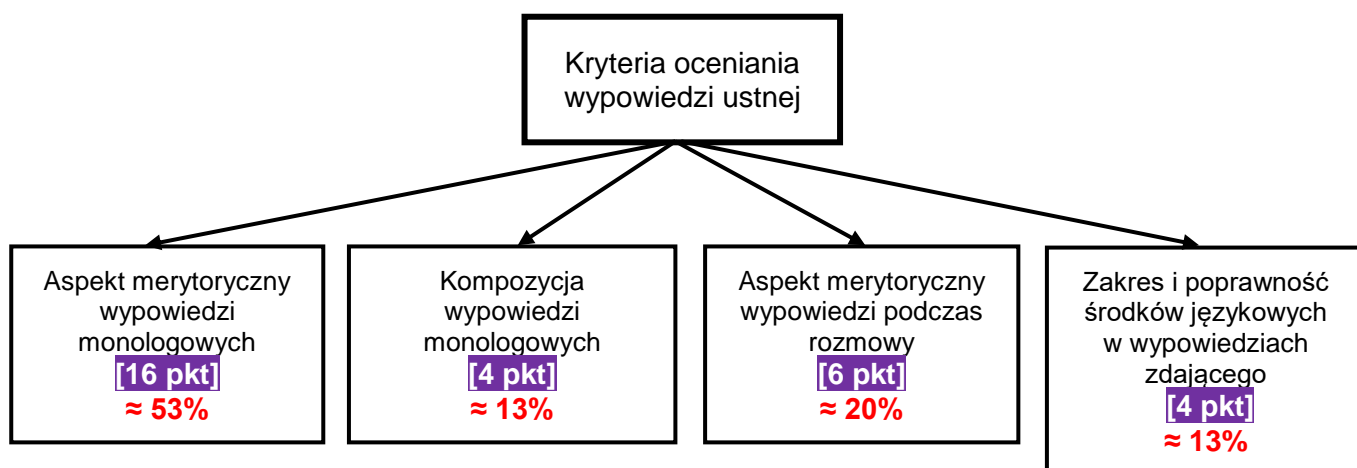 Kryteria oceniania
wypowiedzi ustnej
Aspekt merytoryczny
wypowiedzi
monologowych
[16 pkt]
≈ 53%
Kompozycja
wypowiedzi
monologowych
[4 pkt]
≈ 13%
Aspekt merytoryczny
wypowiedzi podczas
rozmowy
[6 pkt]
≈ 20%
Zakres i poprawność
środków językowych
w wypowiedziach
zdającego
[4 pkt]
≈ 13%